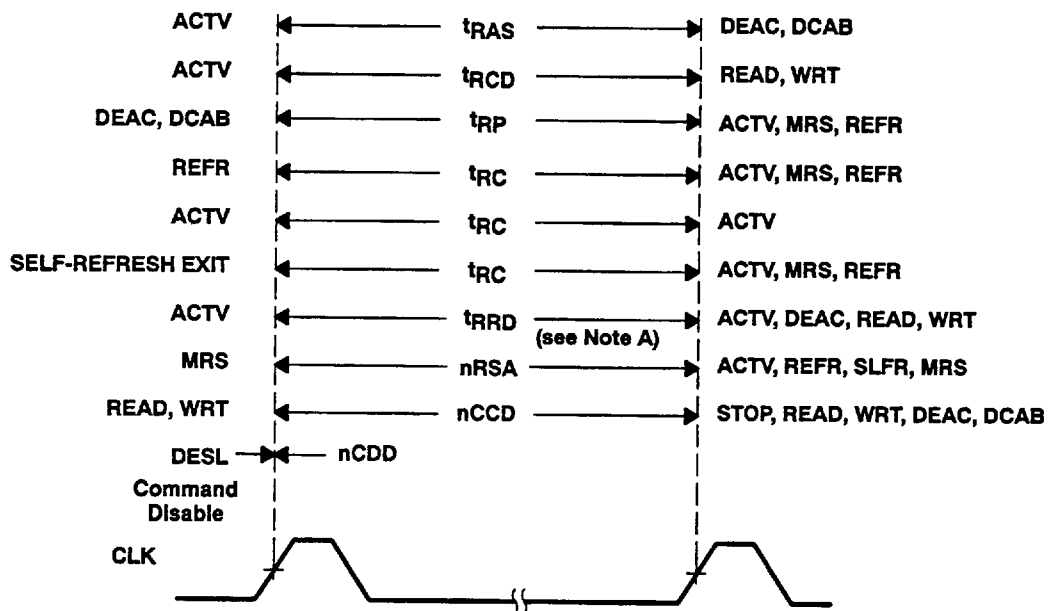 ACTV tRAS DEAC, DCAB
ACTV tRCD READ, WRT
DEAC, DCAB tRP ACTV, MRS, REFR
REFR tRC ACTV, MRS, REFR
ACTV tRC ACTV
SELF-REFRESH EXIT tRC ACTV, MRS, REFR
ACTV tRRD ACTV, DEAC, READ, WRT
(see Note A)
MRS nRSA ACTV, REFR, SLFR, MRS
READ, WRT nCCD STOP, READ, WRT, DEAC, DCAB
DESL nCDD
Command
Disable
CLK